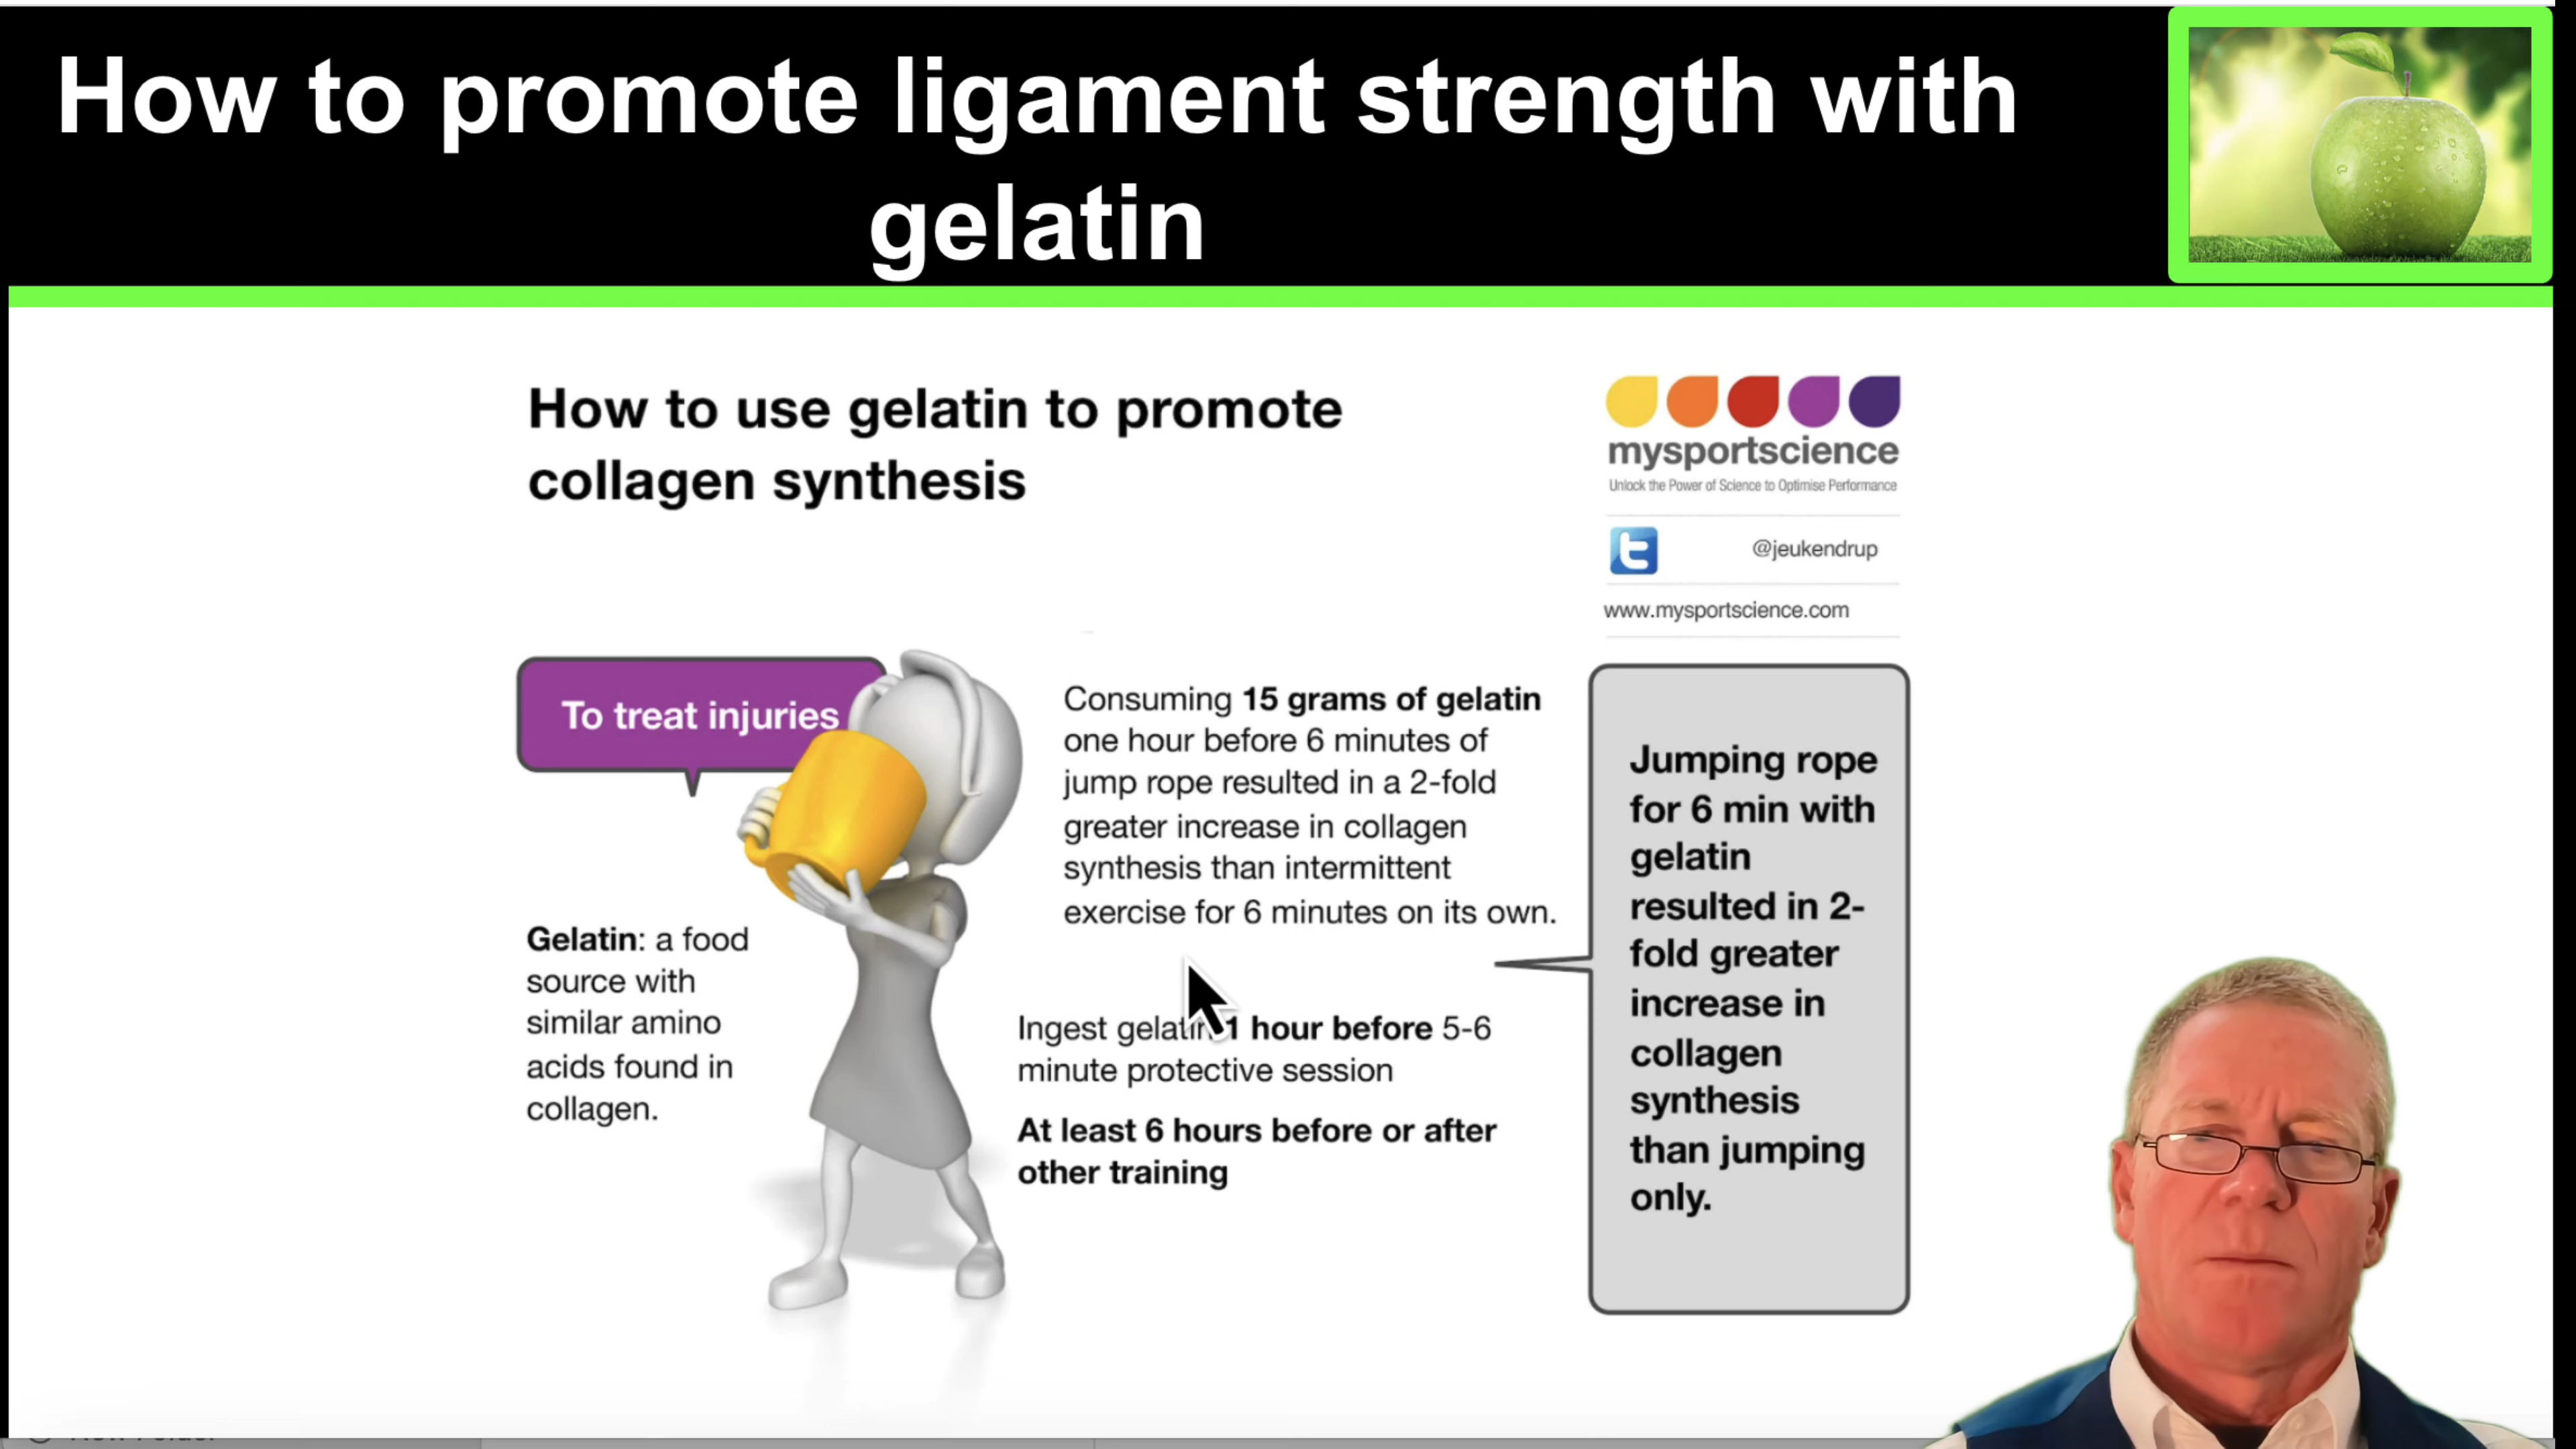 How to promote ligament strength with
gelatin
How to use gelatin to promote
collagen synthesis
mysportscience
Unlock the Power of Science to Optimise Performance
@jeukendrup
www.mysportscience.com
To treat injuries
Gelatin: a food
source with
similar amino
acids found in
collagen.
Consuming 15 grams of gelatin
one hour before 6 minutes of
jump rope resulted in a 2-fold
greater increase in collagen
synthesis than intermittent
exercise for 6 minutes on its own.
Ingest gelatin 1 hour before 5-6
minute protective session
At least 6 hours before or after
other training
Jumping rope
for 6 min with
gelatin
resulted in 2-
fold greater
increase in
collagen
synthesis
than jumping
only.